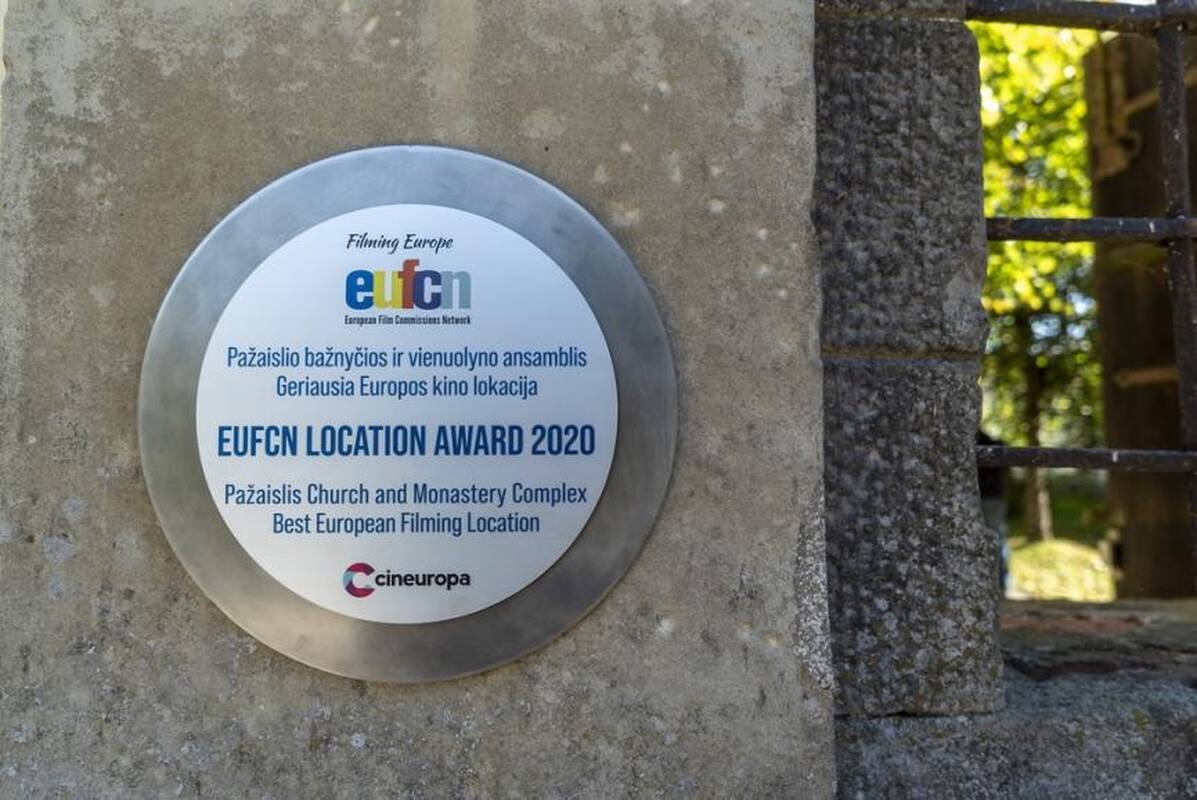 Filming Europe
eufcn
European Film Commissions Network
Pažaislio bažnyčios ir vienuolyno ansamblis
Geriausia Europos kino lokacija
EUFCN LOCATION AWARD 2020
Pažaislis Church and Monastery Complex
Best European Filming Location
cineuropa